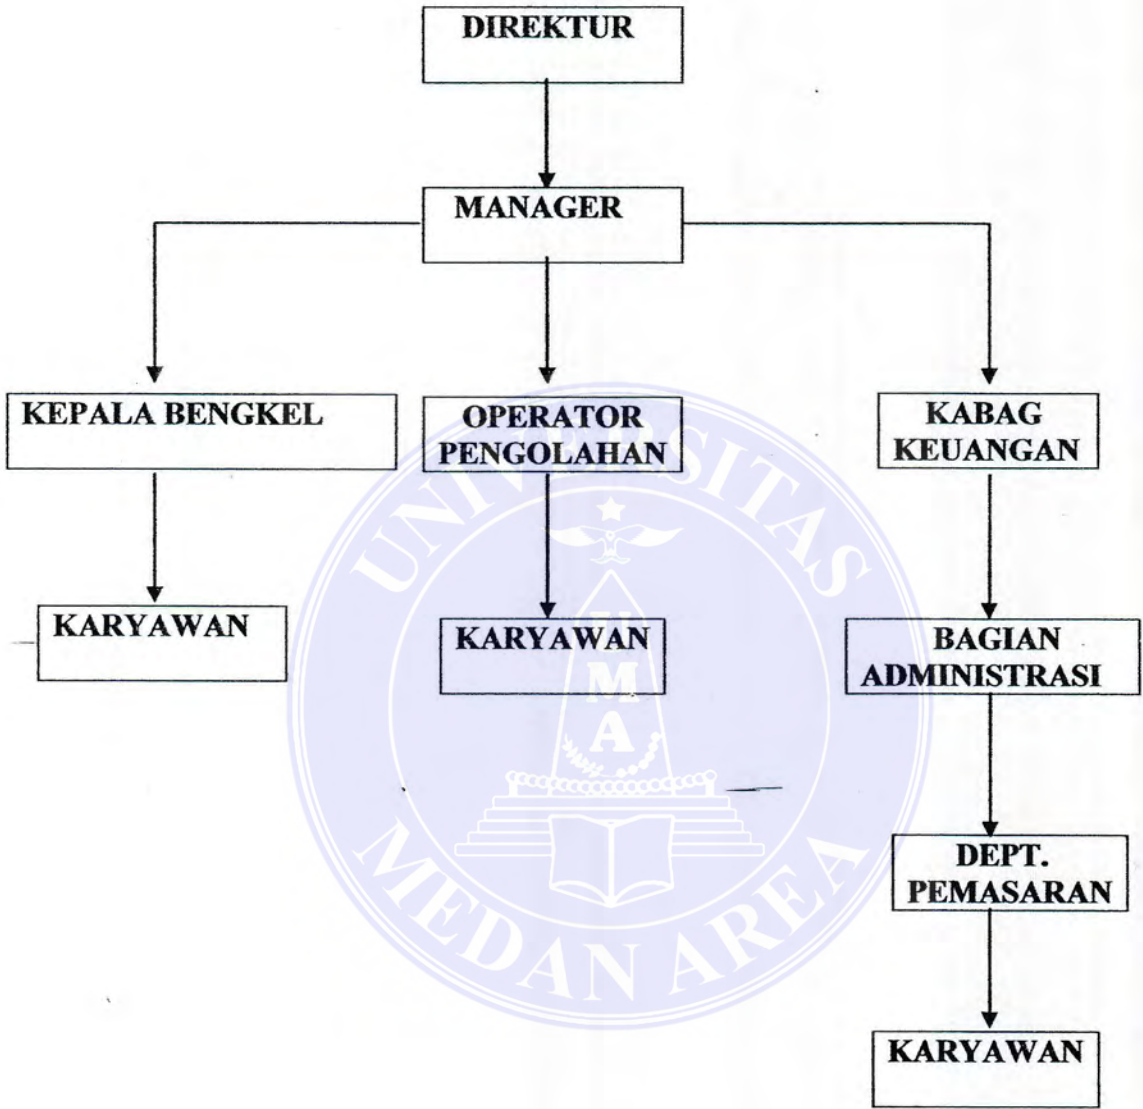 DIREKTUR
MANAGER
KEPALA BENGKEL
OPERATOR
PENGOLAHAN
KABAG
KEUANGAN
KARYAWAN
KARYAWAN
BAGIAN
ADMINISTRASI
DEPT.
PEMASARAN
KARYAWAN
UNIVERSITAS
MEDAN AREA
U
M
A